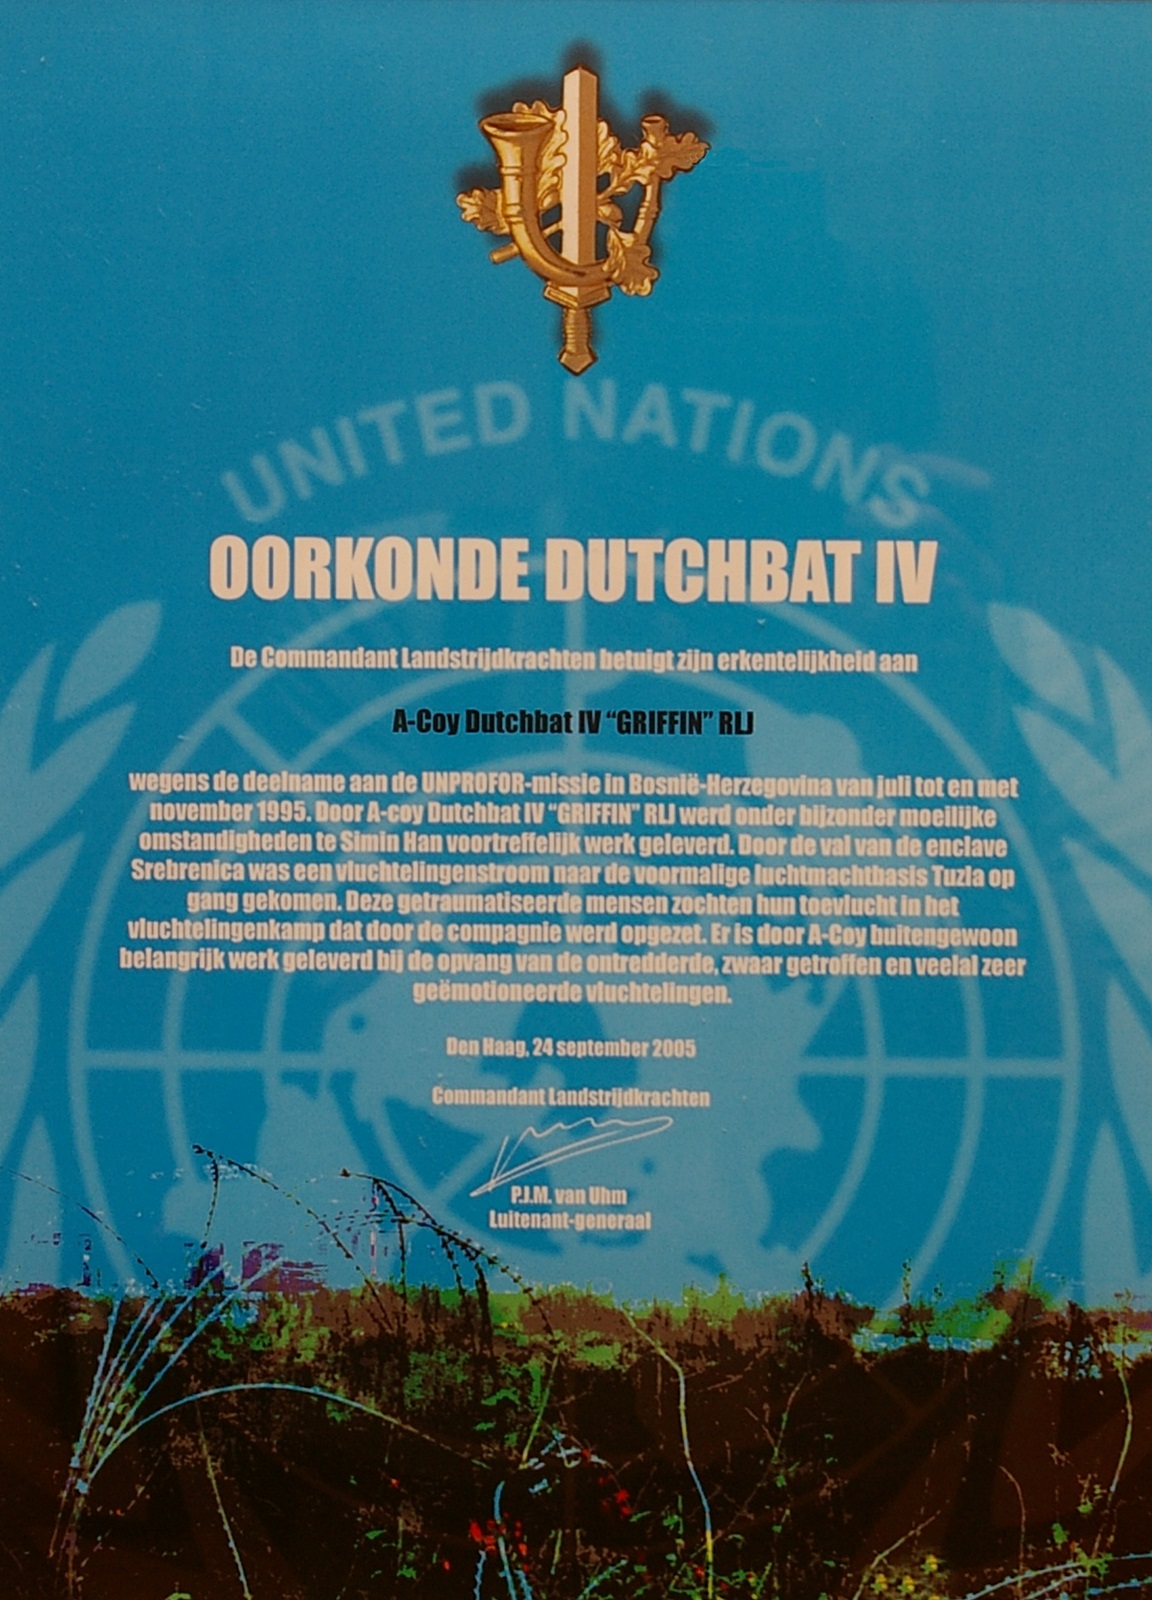 UNITED NATIONS
OORKONDE DUTCHBAT IV
De Commandant Landstrijdkrachten betuigt zijn erkentelijkheid aan
A-Coy Dutchbat IV “GRIFFIN” RLJ
wegens de deelname aan de UNPROFOR-missie in Bosnië-Herzegovina van juli tot en met
november 1995. Door A-coy Dutchbat IV “GRIFFIN” RLJ werd onder bijzonder moeilijke
omstandigheden te Simin Han voortreffelijk werk geleverd. Door de val van de enclave
Srebrenica was een vluchtelingenstroom naar de voormalige luchtmachtbasis Tuzla op
gang gekomen. Deze getraumatiseerde mensen zochten hun toevlucht in het
vluchtelingenkamp dat door de compagnie werd opgezet. Er is door A-Coy buitengewoon
belangrijk werk geleverd bij de opvang van de ontredderde, zwaar getroffen en veelal zeer
geëmotioneerde vluchtelingen.
Den Haag, 24 september 2005
Commandant Landstrijdkrachten
P.J.M. van Uhm
Luitenant-generaal